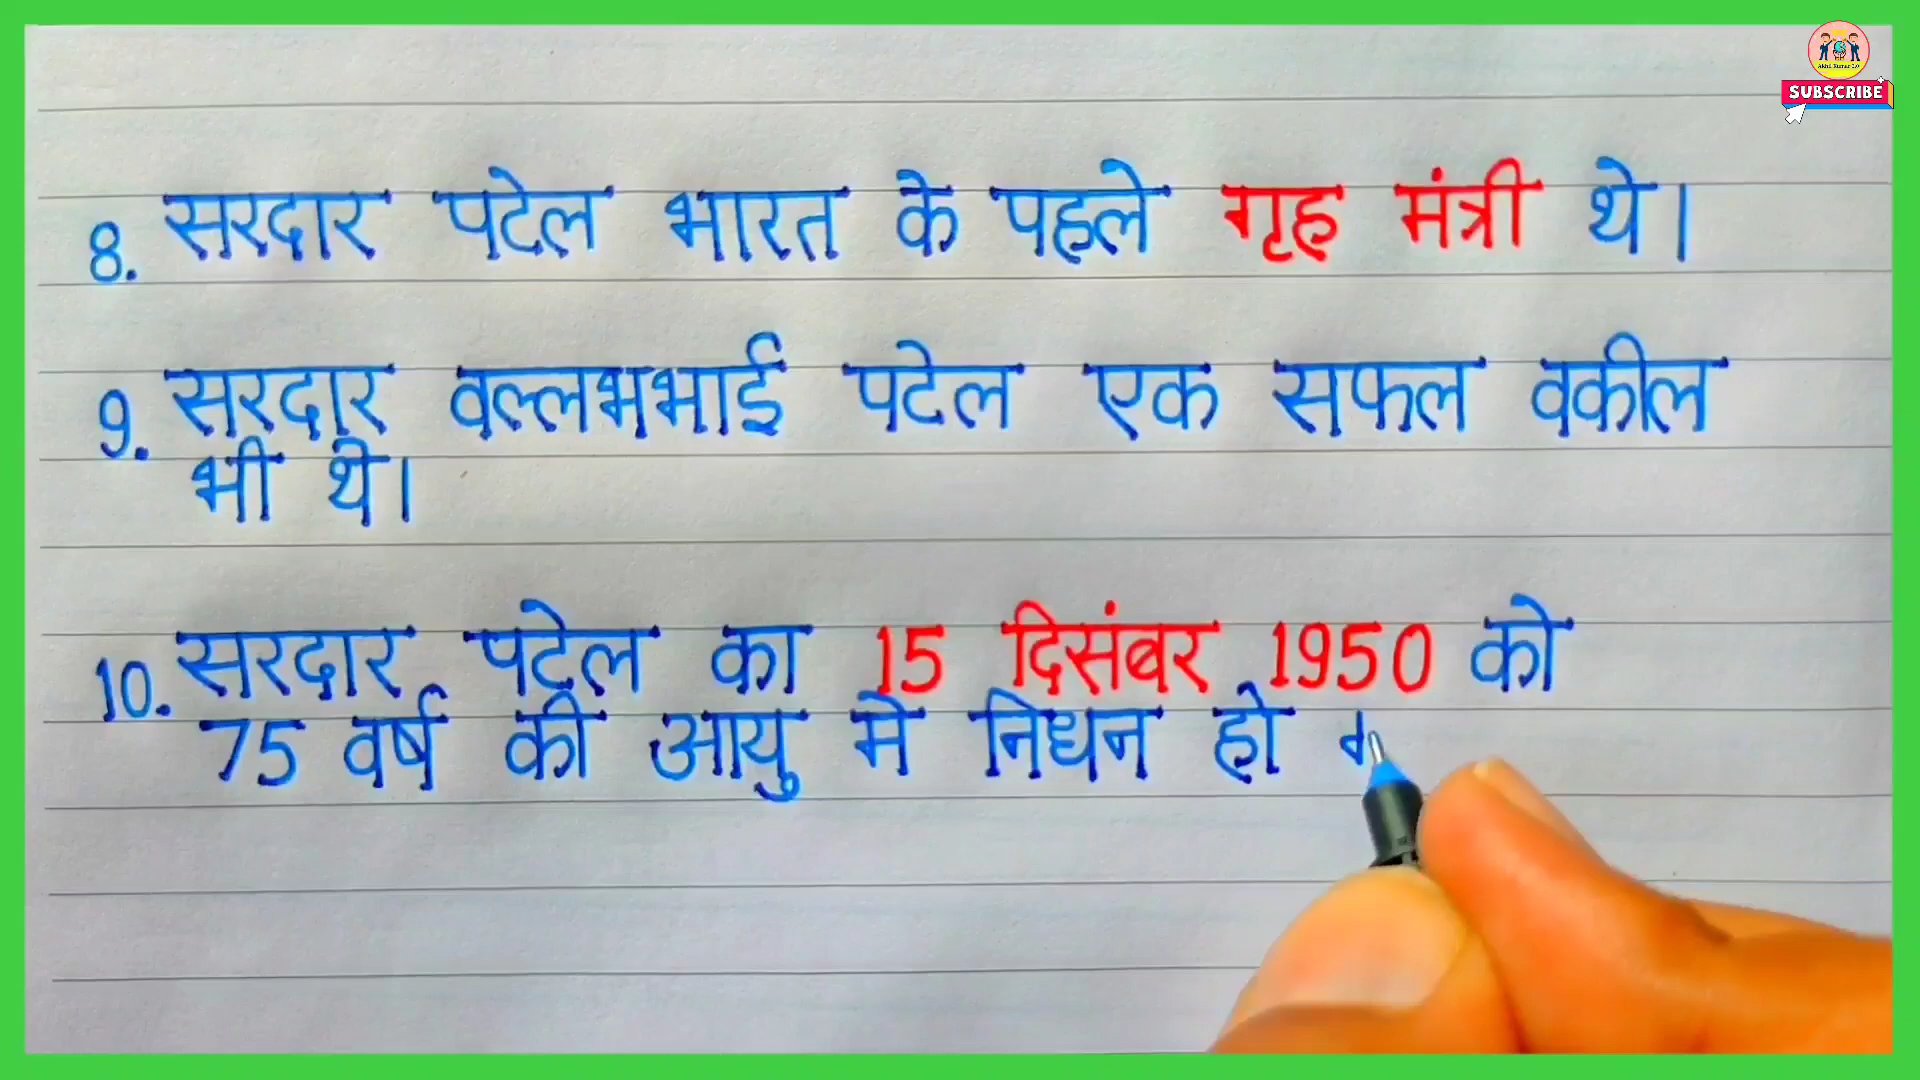 SUBSCRIBE
8. सरदार पटेल भारत के पहले गृह मंत्री थे।
9. सरदार वल्लभभाई पटेल एक सफल वकील
भी थे।
10. सरदार पटेल का 15 दिसंबर 1950 को
75 वर्ष की आयु मे निधन हो